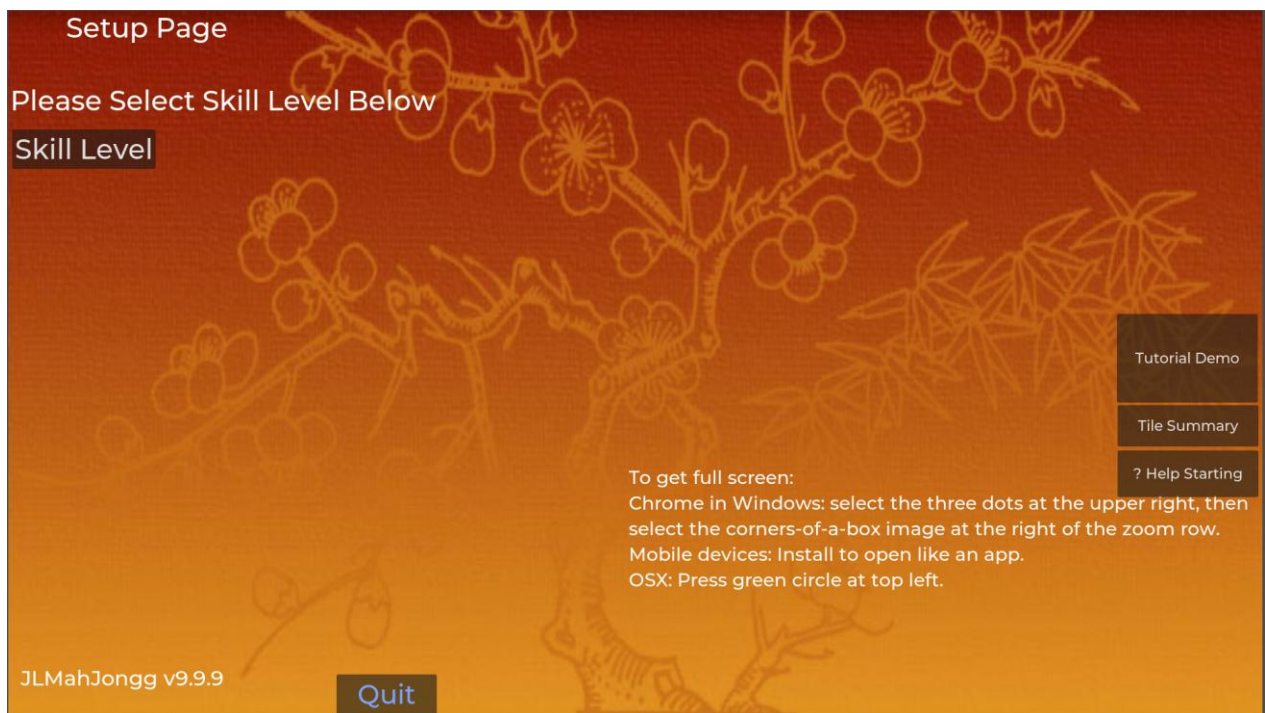 Setup Page
Please Select Skill Level Below
Skill Level
Tutorial Demo
Tile Summary
? Help Starting
To get full screen:
Chrome in Windows: select the three dots at the upper right, then
select the corners-of-a-box image at the right of the zoom row.
Mobile devices: Install to open like an app.
OSX: Press green circle at top left.
JLMahJongg v9.9.9
Quit